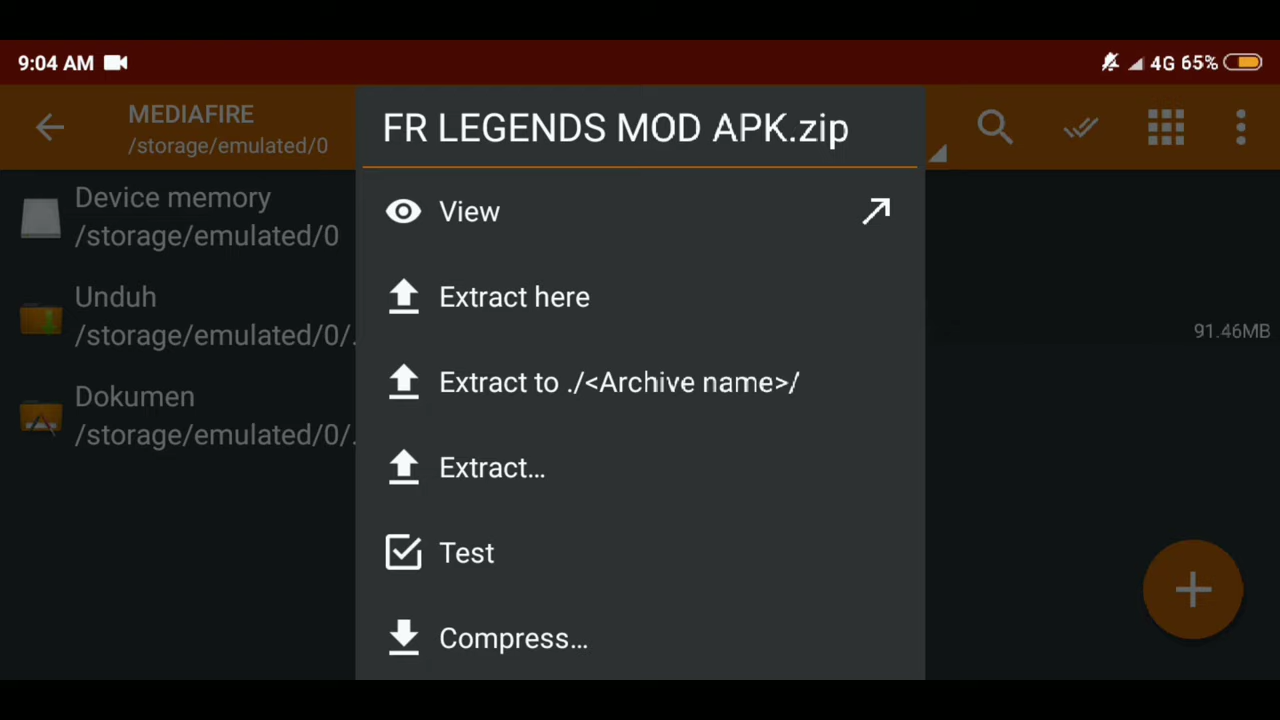 9:04 AM
4G 65%
MEDIAFIRE
/storage/emulated/0
FR LEGENDS MOD APK.zip
Device memory
/storage/emulated/0
Unduh
/storage/emulated/0/.
91.46MB
Dokumen
/storage/emulated/0/.
View
Extract here
Extract to ./<Archive name>/
Extract...
Test
Compress...